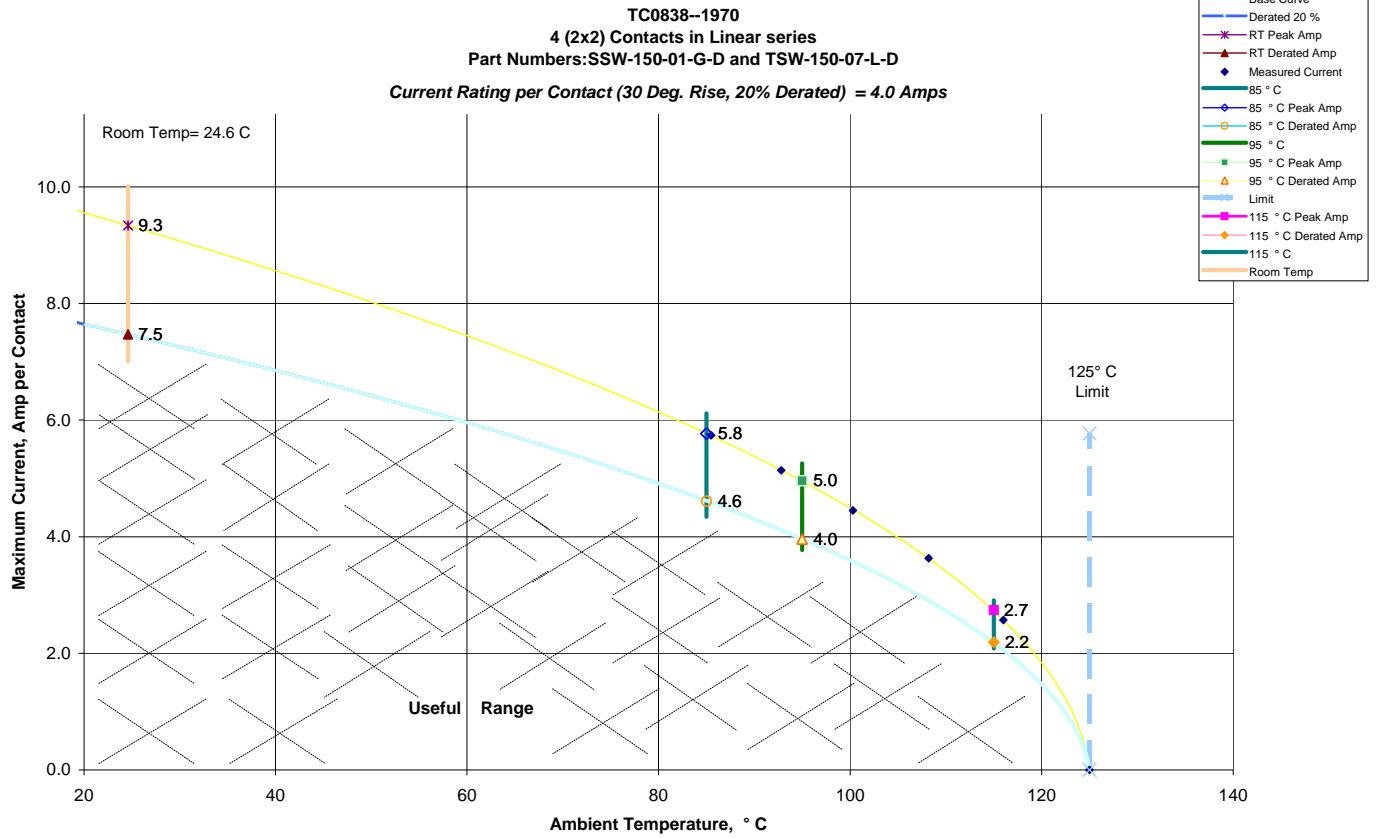 TC0838--1970
4 (2x2) Contacts in Linear series
Part Numbers:SSW-150-01-G-D and TSW-150-07-L-D
Current Rating per Contact (30 Deg. Rise, 20% Derated) = 4.0 Amps
Base Curve
Derated 20 %
RT Peak Amp
RT Derated Amp
Measured Current
85 ° C
85 ° C Peak Amp
85 ° C Derated Amp
95 ° C
95 ° C Peak Amp
95 ° C Derated Amp
Limit
115 ° C Peak Amp
115 ° C Derated Amp
115 ° C
Room Temp
Room Temp= 24.6 C
Maximum Current, Amp per Contact
10.0
8.0
6.0
4.0
2.0
0.0
9.3
7.5
5.8
4.6
5.0
4.0
2.7
2.2
125° C
Limit
Useful Range
20
40
60
80
100
120
140
Ambient Temperature, ° C